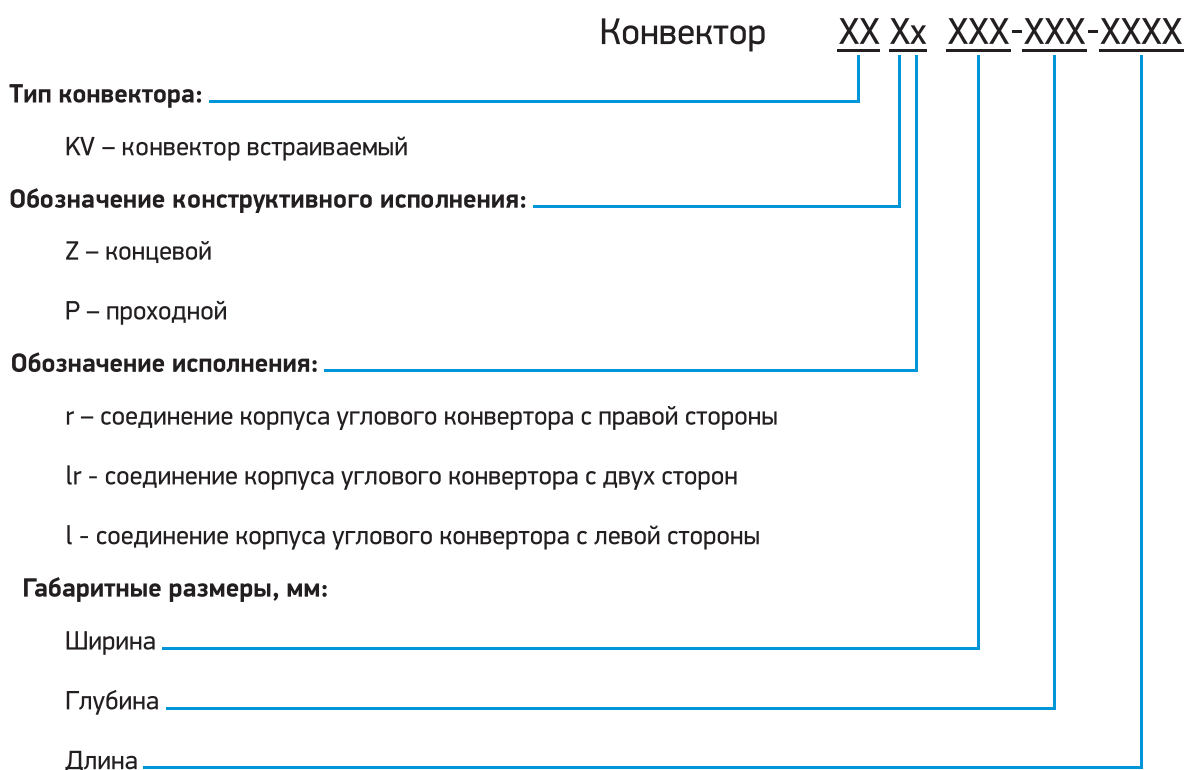 Конвектор XX Xx XXX-XXX-XXXX
Тип конвектора:
KV – конвектор встраиваемый
Обозначение конструктивного исполнения:
Z – концевой
P – проходной
Обозначение исполнения:
r – соединение корпуса углового конвертора с правой стороны
lr - соединение корпуса углового конвертора с двух сторон
l - соединение корпуса углового конвертора с левой стороны
Габаритные размеры, мм:
Ширина
Глубина
Длина